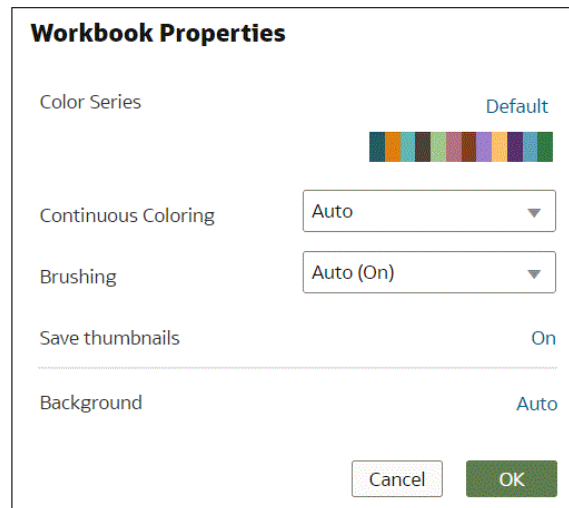 Workbook Properties
Color Series
Default
Continuous Coloring
Auto
Brushing
Auto (On)
Save thumbnails
On
Background
Auto
Cancel
OK